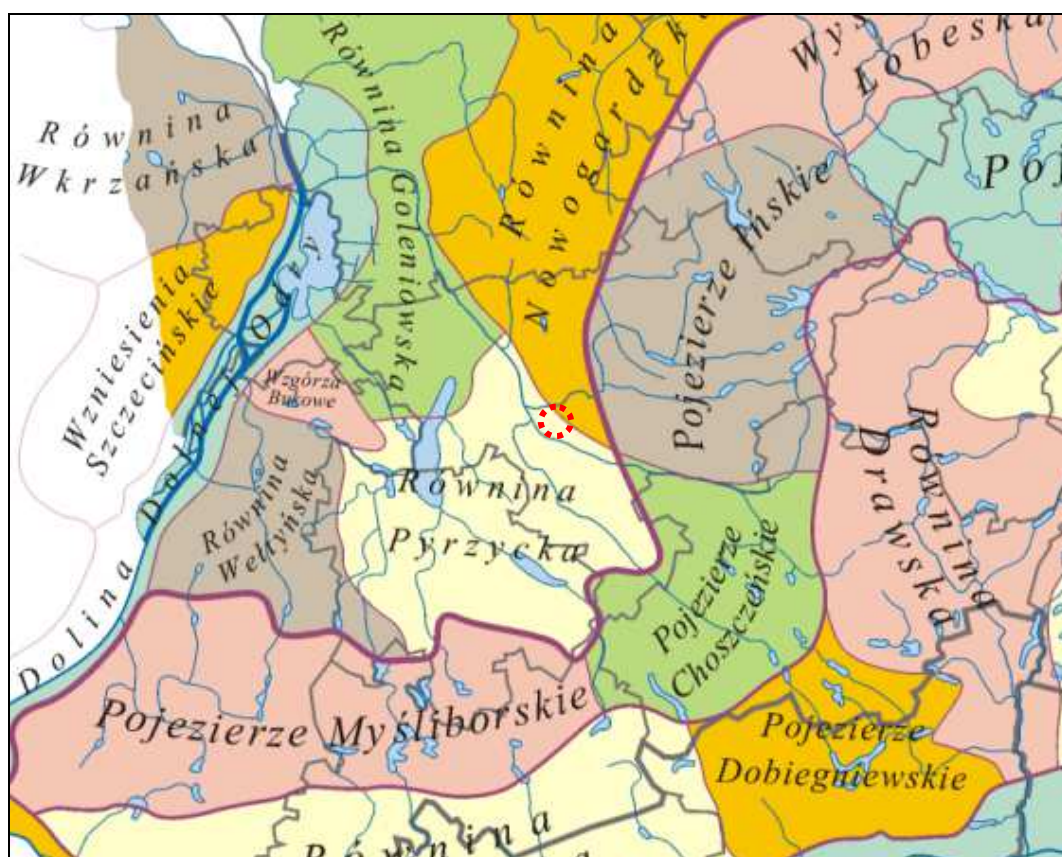 Równina
Wkrzańska
Wzniesienia
Szczecińskie
Dolina Dolnej Odry
Równina Goleniowska
Równina
Nowogardzka
Wys
Łobeska
Poj
Pojezierze Ińskie
Wzgórza
Bukowe
Równina
Wełtyńska
Równina
Pyrzycka
Równina
Drawska
Pojezierze
Choszczeńskie
Pojezierze Myśliborskie
Pojezierze
Dobiegniewskie
Równina